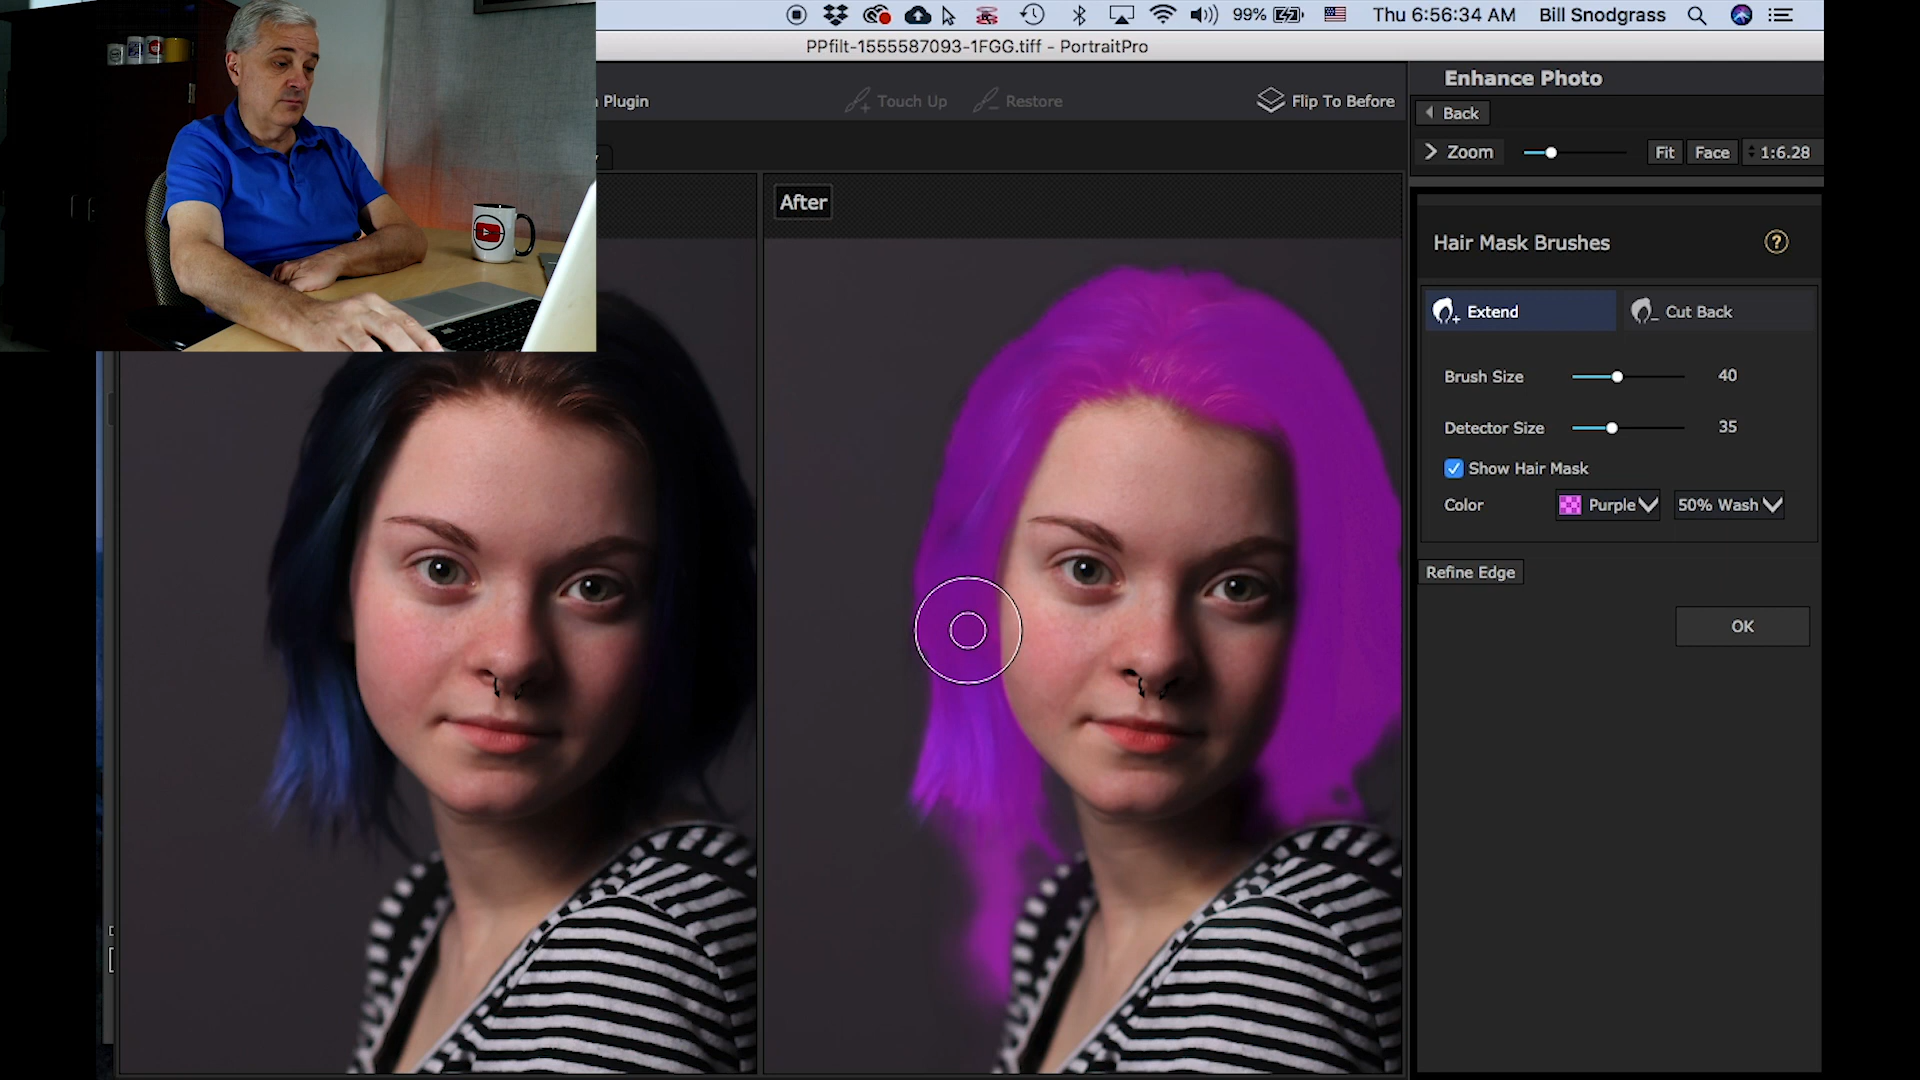 99%
Thu 6:56:34 AM
Bill Snodgrass
PPfilt-1555587093-1FGG.tiff - PortraitPro
Plugin
Touch Up
Restore
Flip To Before
Enhance Photo
Back
Zoom
Fit
Face
1:6.28
After
Hair Mask Brushes
?
Extend
Cut Back
Brush Size
40
Detector Size
35
Show Hair Mask
Color
Purple
50% Wash
Refine Edge
OK